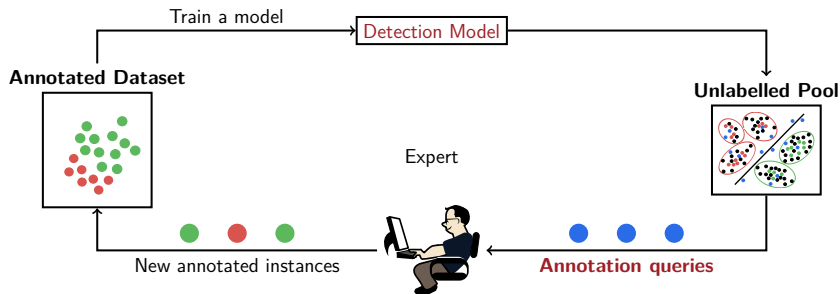 Train a model
Detection Model
Annotated Dataset
Unlabelled Pool
Expert
New annotated instances
Annotation queries